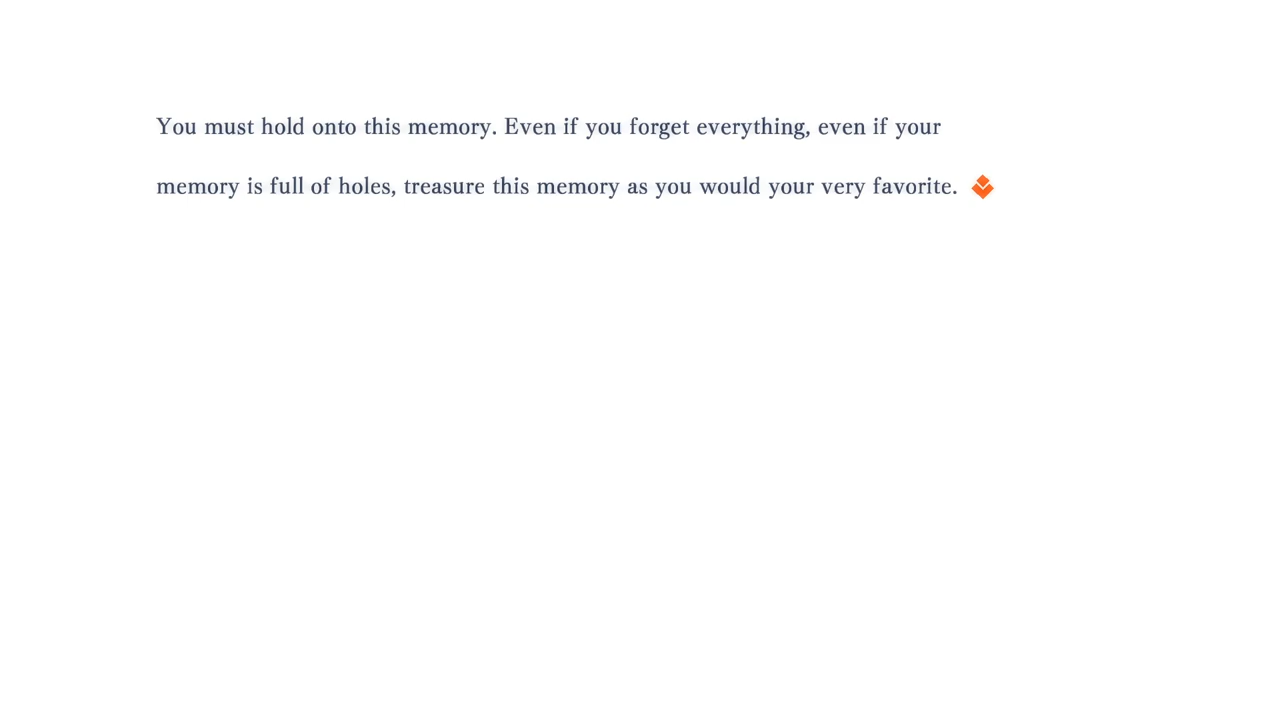 You must hold onto this memory. Even if you forget everything, even if your
memory is full of holes, treasure this memory as you would your very favorite.